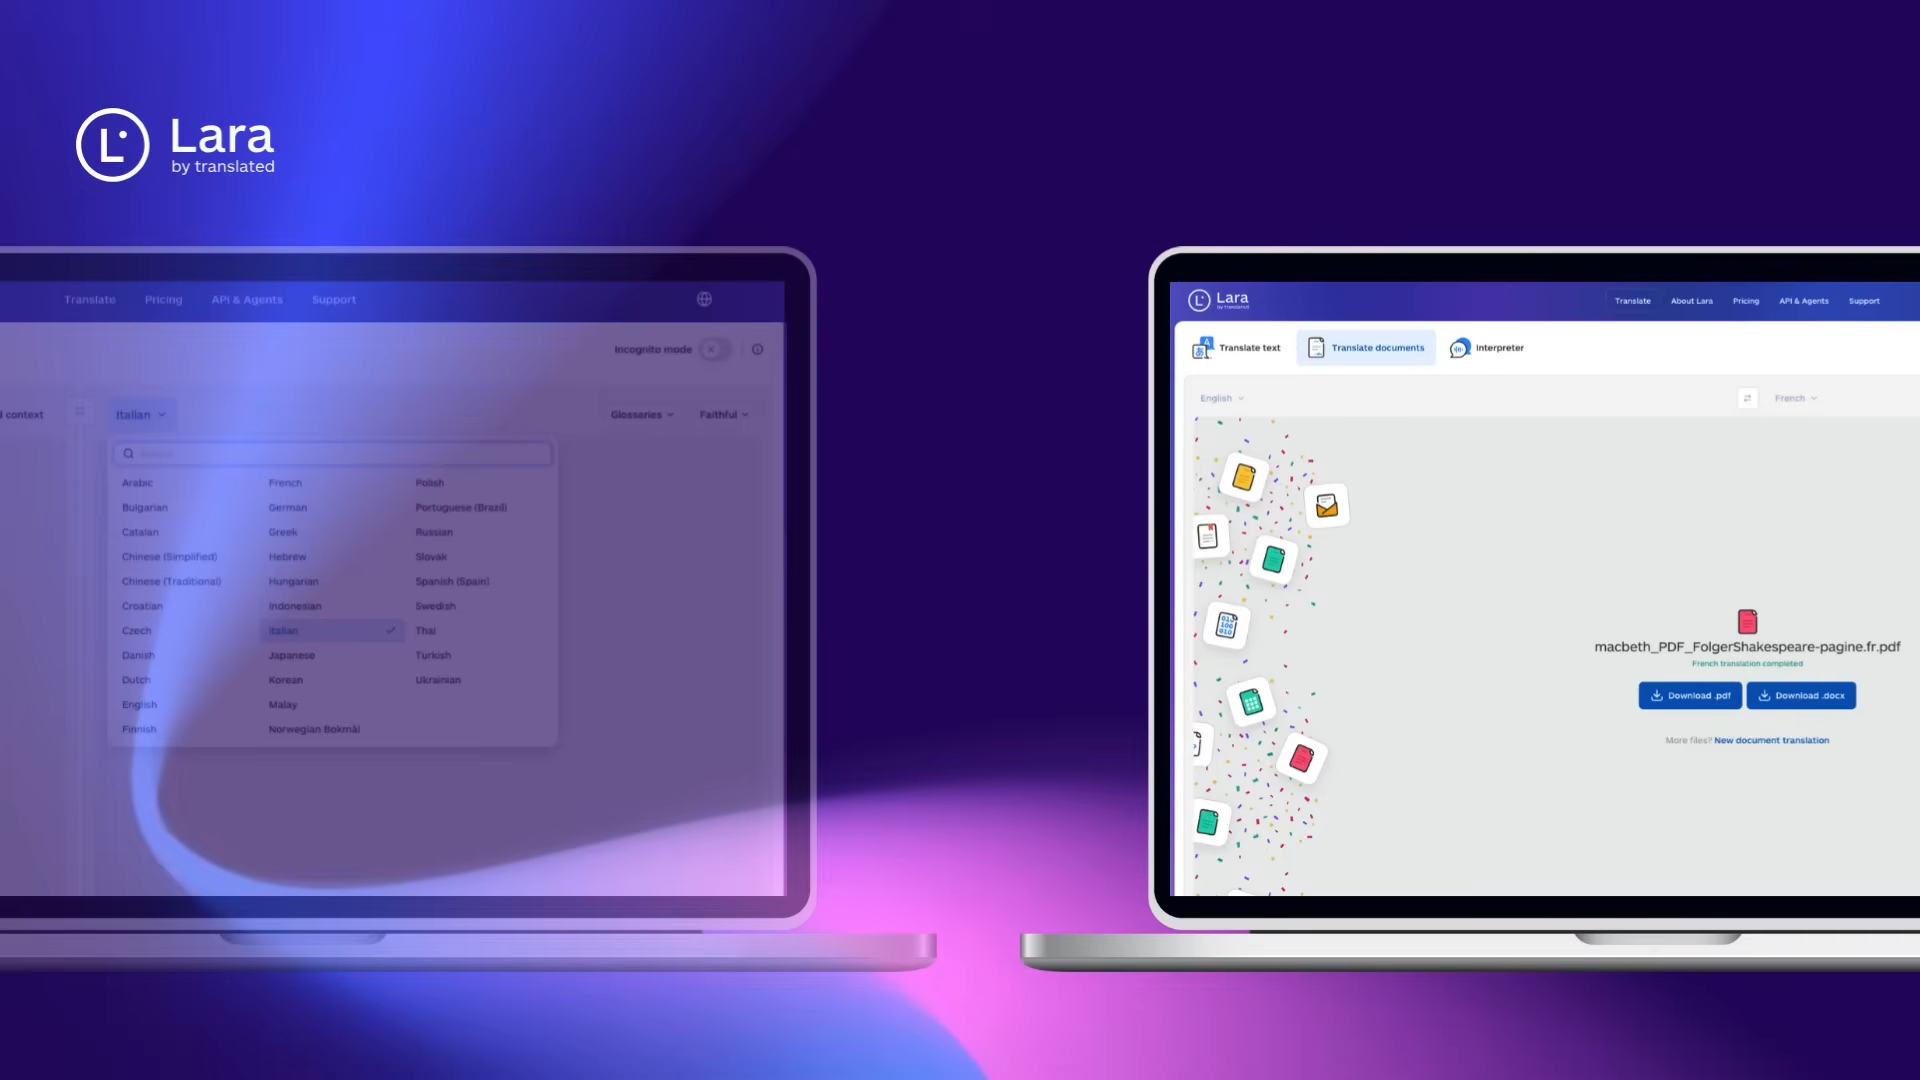 Lara
by translated
Translate Pricing API & Agents Support
Incognito mode
context
Italian
Glossaries Faithful
Arabic French Polish
Bulgarian German Portuguese (Brazil)
Catalan Greek Russian
Chinese (Simplified) Hebrew Slovak
Chinese (Traditional) Hungarian Spanish (Spain)
Croatian Indonesian Swedish
Czech Italian Thai
Danish Japanese Turkish
Dutch Korean Ukrainian
English Malay
Finnish Norwegian Bokmål
Lara
by translated
Translate About Lara Pricing API & Agents Support
Translate text Translate documents Interpreter
English French
macbeth_PDF_FolgerShakespeare-pagine.fr.pdf
French translation completed
Download .pdf Download .docx
More files? New document translation